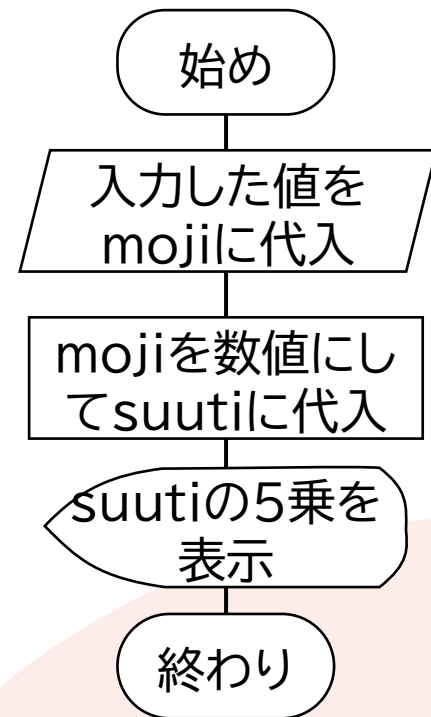 始め
入力した値を
mojiに代入
mojiを数値にし
てsuutiに代入
suutiの5乗を
表示
終わり